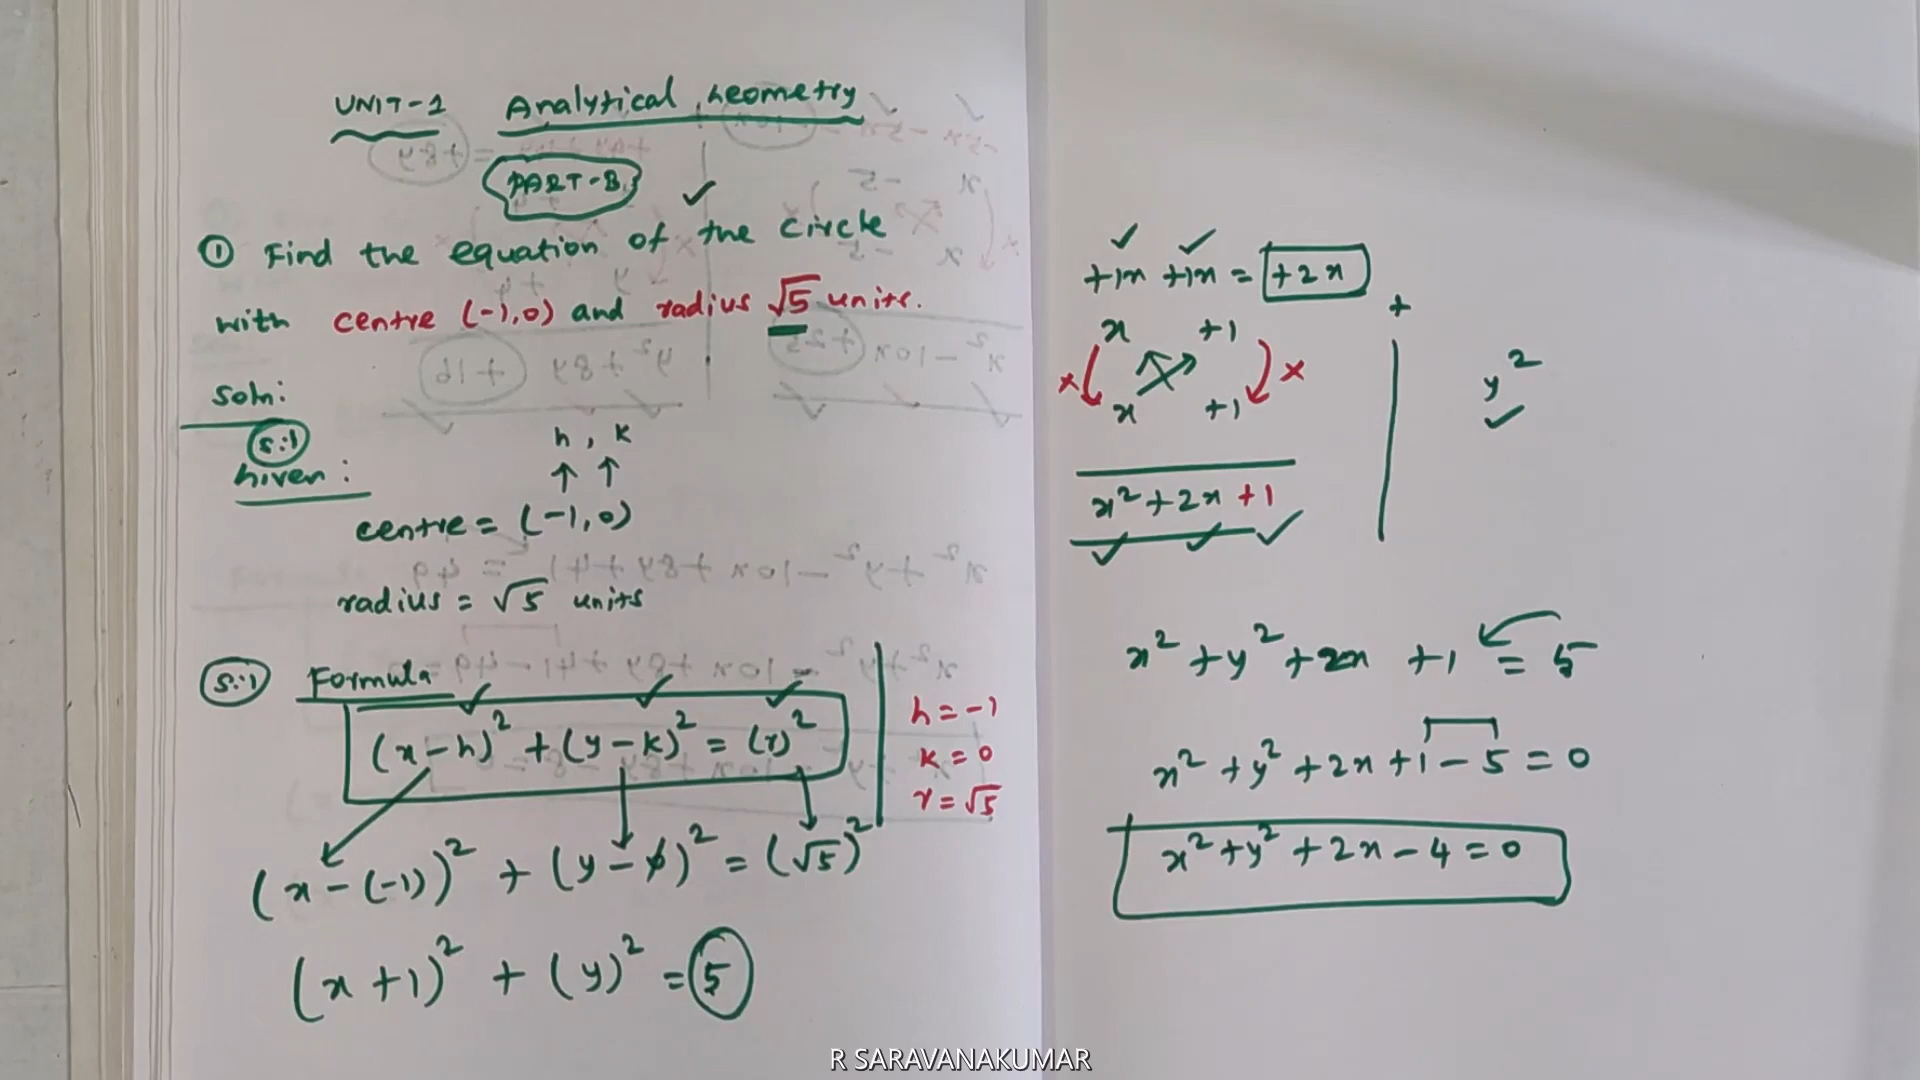 UNIT-1 Analytical Geometry
PART-B
① Find the equation of the circle
with centre (-1,0) and radius √5 units.
Soln:
S:1
Given:
h, k
centre = (-1,0)
radius = √5 units
S:1 Formula
(x-h)² + (y-k)² = (r)²
h = -1
k = 0
r = √5
(x-(-1))² + (y-0)² = (√5)²
(x+1)² + (y)² = 5
+1x +1x = +2x
+
x +1
x x
x +1
y²
x²+2x+1
x²+y²+2x +1 = 5
x²+y²+2x+1-5=0
x²+y²+2x-4=0
R SARAVANAKUMAR